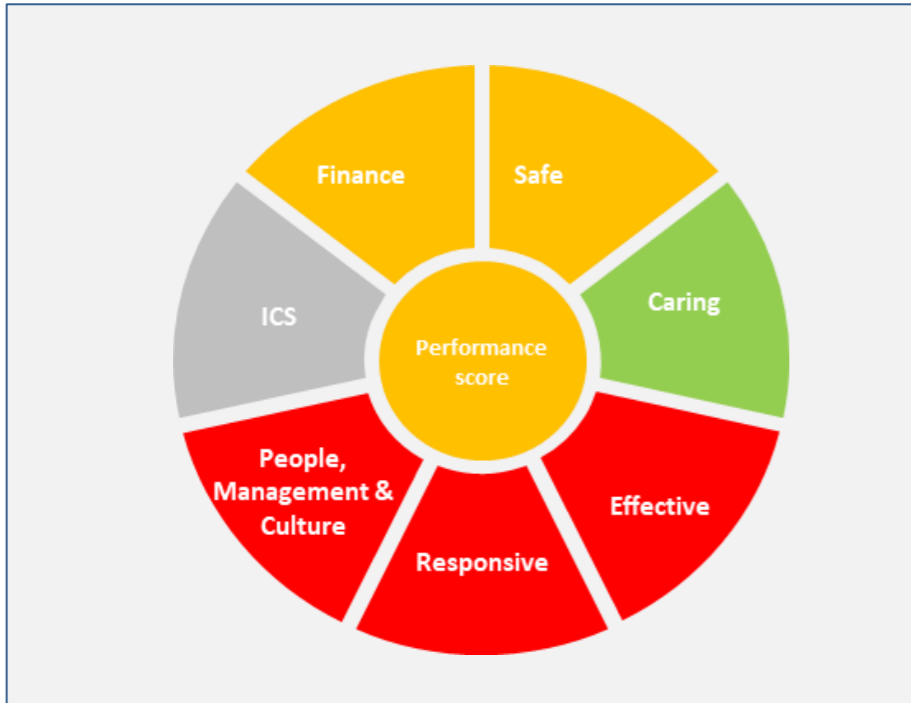 Finance
Safe
ICS
Caring
Performance
score
People,
Management &
Culture
Responsive
Effective